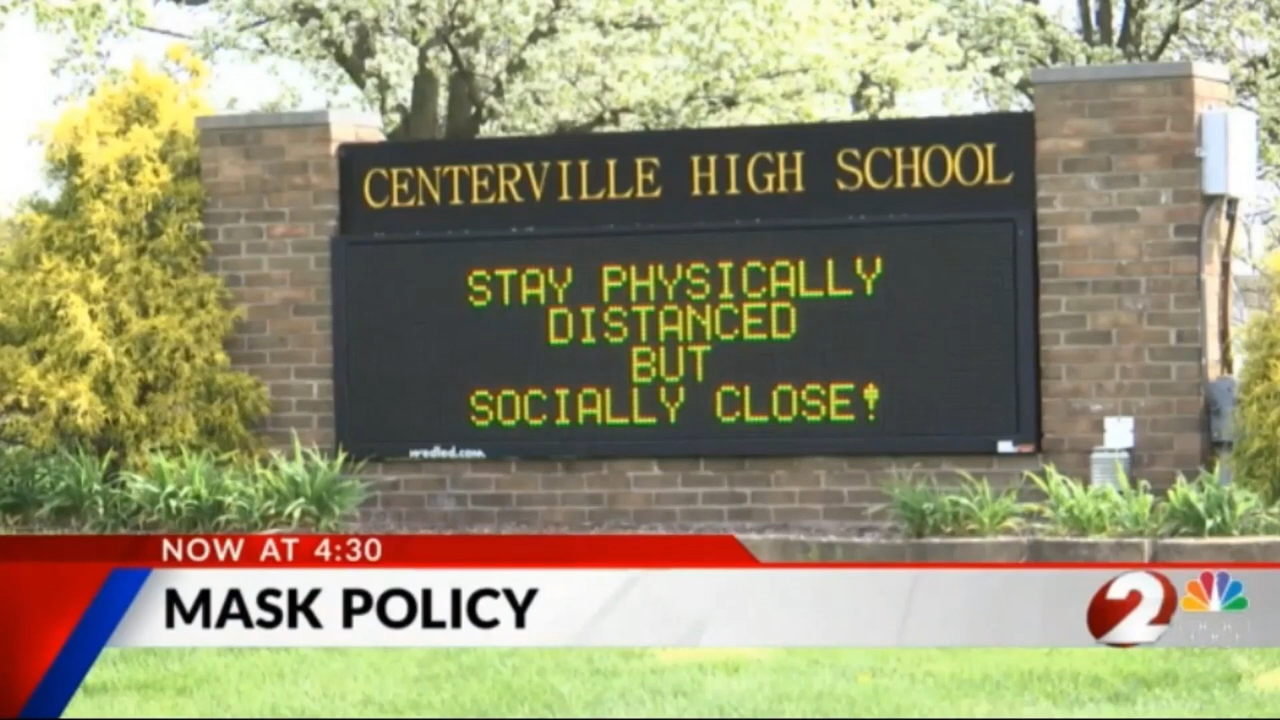 CENTERVILLE HIGH SCHOOL
STAY PHYSICALLY
DISTANCED
BUT
SOCIALLY CLOSE!
wredled.com
NOW AT 4:30
MASK POLICY
2